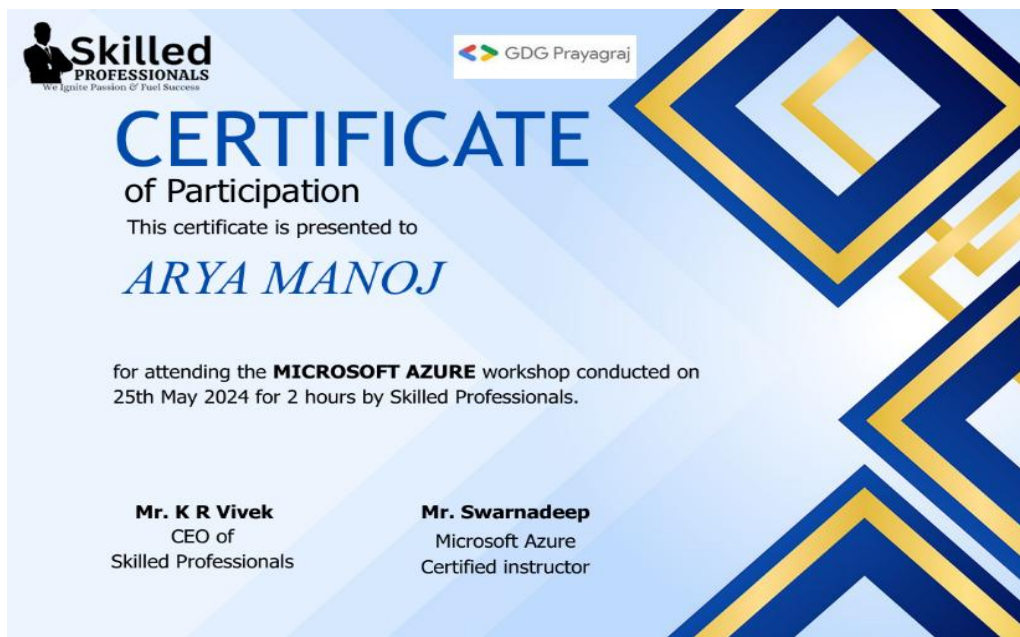 Skilled
PROFESSIONALS
We Ignite Passion & Fuel Success
GDG Prayagraj
CERTIFICATE
of Participation
This certificate is presented to
ARYA MANOJ
for attending the MICROSOFT AZURE workshop conducted on
25th May 2024 for 2 hours by Skilled Professionals.
Mr. K R Vivek
CEO of
Skilled Professionals
Mr. Swarnadeep
Microsoft Azure
Certified instructor